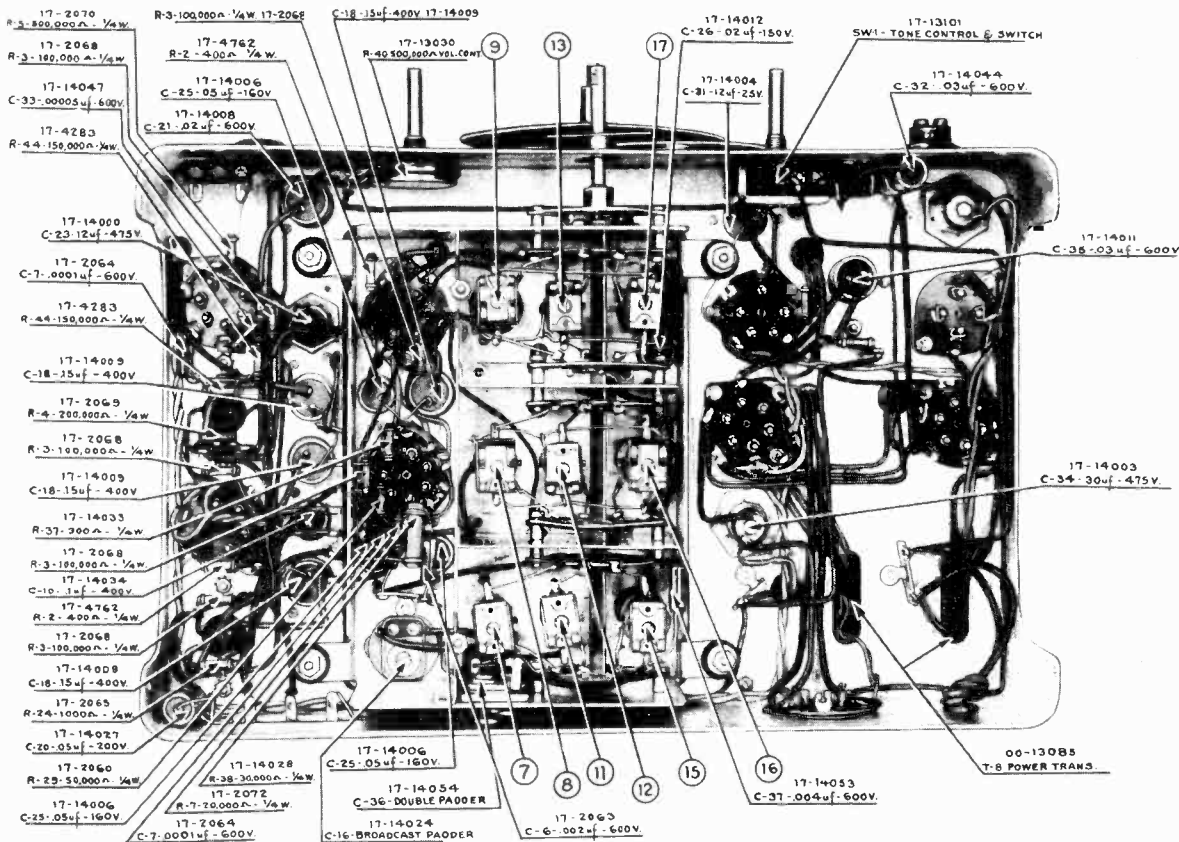 17-2070
R-5-500,000Ω-¼W.
17-2068
R-3-100,000Ω-¼W
17-14047
C-33-.00005uf-600V.
17-4283
R-44-150,000Ω-¼W.
17-14000
C-23-12uf-475V.
17-2064
C-7-.0001uf-600V.
17-4283
R-44-150,000Ω-¼W.
17-14009
C-18-.15uf-400V
17-2069
R-4-200,000Ω-¼W.
17-2068
R-3-100,000Ω-¼W.
17-14009
C-18-.15uf-400V.
17-14033
R-37-300Ω-¼W.
17-2068
R-3-100,000Ω-¼W.
17-14034
C-10-.1uf-400V.
17-4762
R-2-400Ω-¼W.
17-2068
R-3-100,000Ω-¼W.
17-14009
C-18-.15uf-400V.
17-2065
R-24-1000Ω-¼W.
17-14027
C-20-.05uf-200V.
17-2060
R-29-50,000Ω-¼W.
17-14006
C-25-.05uf-160V.
R-3-100,000Ω-¼W. 17-2068
17-4762
R-2-400Ω-¼W.
17-14006
C-25-.05uf-160V
17-14008
C-21-.02uf-600V.
C-18-.15uf-400V. 17-14009
17-13030
R-40-500,000Ω VOL.CONT.
9
13
17
17-14012
C-26-.02uf-150V.
17-14004
C-31-12uf-25V.
17-13101
SW-1-TONE CONTROL & SWITCH
17-14044
C-32-.03uf-600V.
17-14011
C-35-.03uf-600V.
17-14003
C-34-30uf-475V.
00-13085
T-8 POWER TRANS.
7
8
11
12
15
16
17-14028
R-38-30,000Ω-¼W.
17-2072
R-7-20,000Ω-¼W.
17-2064
C-7-.0001uf-600V.
17-14006
C-25-.05uf-160V.
17-14054
C-36-DOUBLE PADDER
17-14024
C-16-BROADCAST PADDER
17-2063
C-6-.002uf-600V.
17-14053
C-37-.004uf-600V.